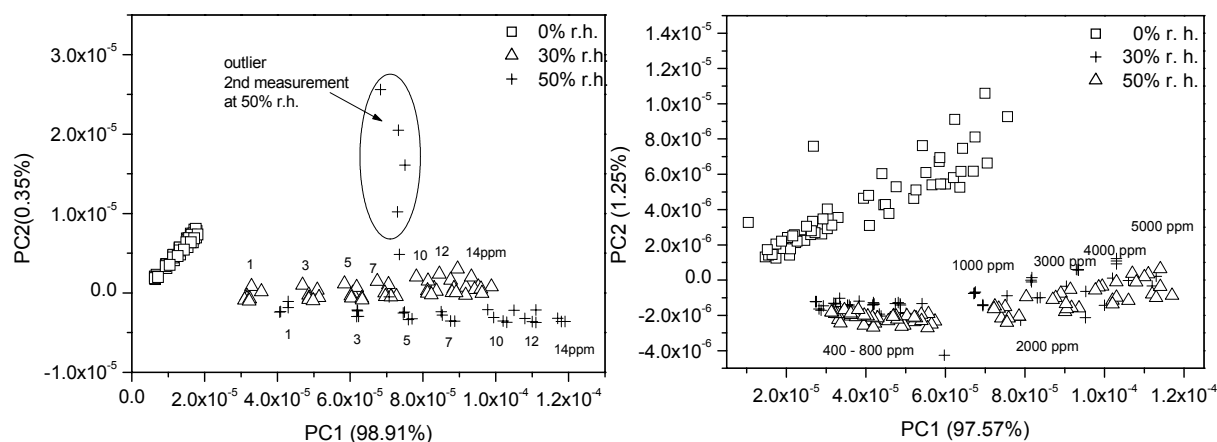 3.0x10⁻⁵
2.0x10⁻⁵
1.0x10⁻⁵
0.0
-1.0x10⁻⁵
PC2(0.35%)
0% r.h.
30% r.h.
50% r.h.
outlier
2nd measurement
at 50% r.h.
1
3
5
7
10
12
14ppm
1
3
5
7
10
12
14ppm
0.0
2.0x10⁻⁵
4.0x10⁻⁵
6.0x10⁻⁵
8.0x10⁻⁵
1.0x10⁻⁴
1.2x10⁻⁴
PC1 (98.91%)
1.4x10⁻⁵
1.2x10⁻⁵
1.0x10⁻⁵
8.0x10⁻⁶
6.0x10⁻⁶
4.0x10⁻⁶
2.0x10⁻⁶
0.0
-2.0x10⁻⁶
-4.0x10⁻⁶
PC2 (1.25%)
0% r.h.
30% r. h.
50% r. h.
5000 ppm
4000 ppm
3000 ppm
1000 ppm
2000 ppm
400 - 800 ppm
2.0x10⁻⁵
4.0x10⁻⁵
6.0x10⁻⁵
8.0x10⁻⁵
1.0x10⁻⁴
1.2x10⁻⁴
PC1 (97.57%)